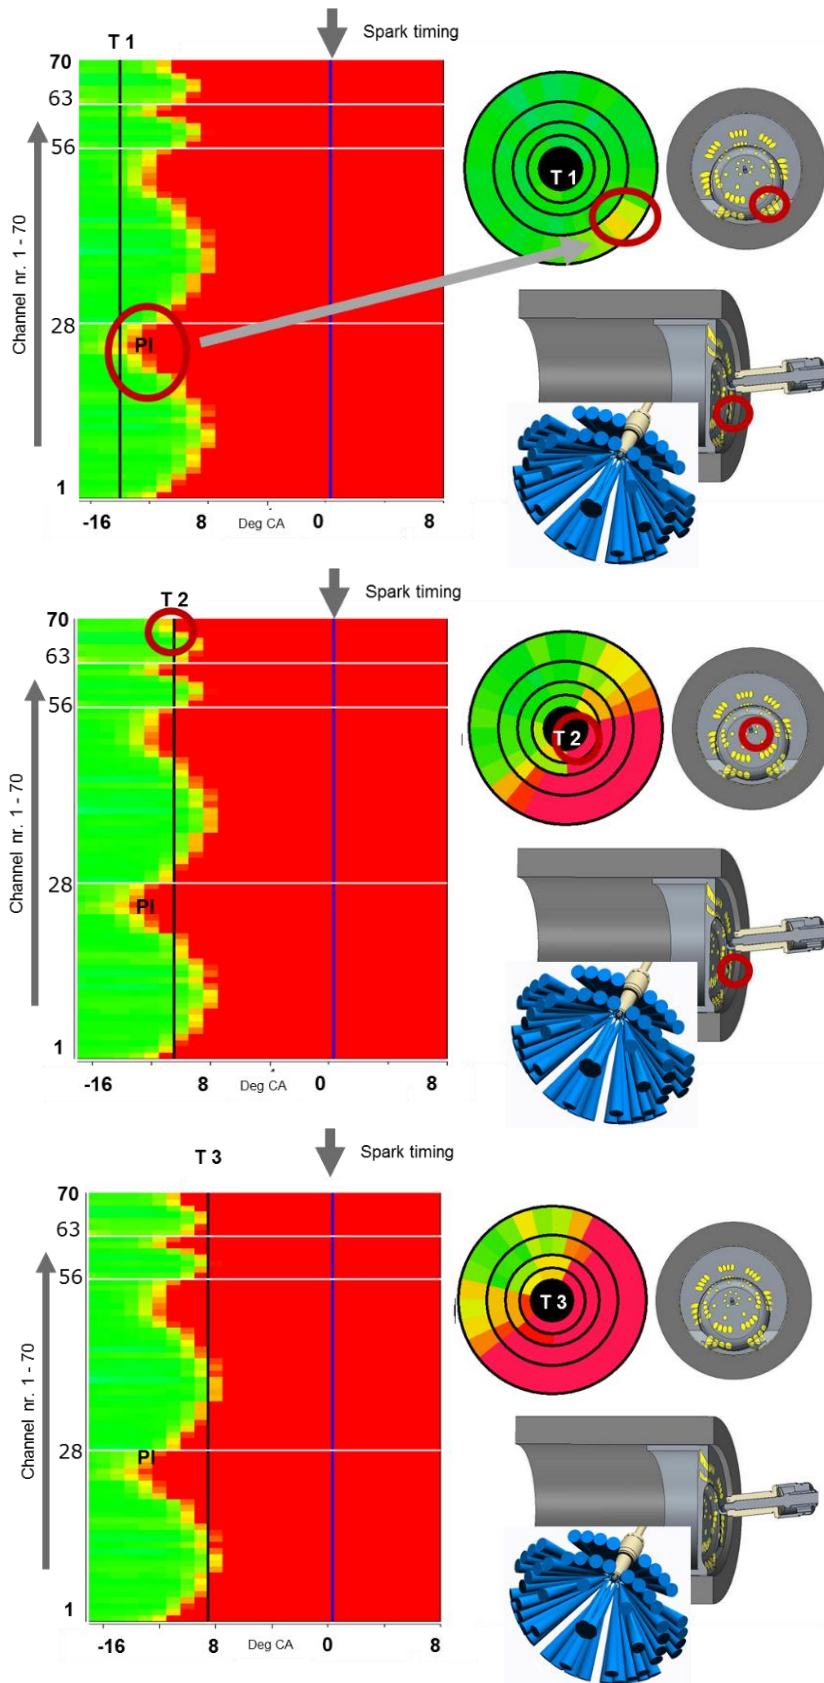 T 1
Spark timing
70
63
56
28
1
Channel nr. 1 - 70
PI
-16
8
Deg CA
0
8
T 1
T 2
Spark timing
70
63
56
28
1
Channel nr. 1 - 70
PI
-16
8
Deg CA
0
8
T 2
T 3
Spark timing
70
63
56
28
1
Channel nr. 1 - 70
PI
-16
8
Deg CA
0
8
T 3